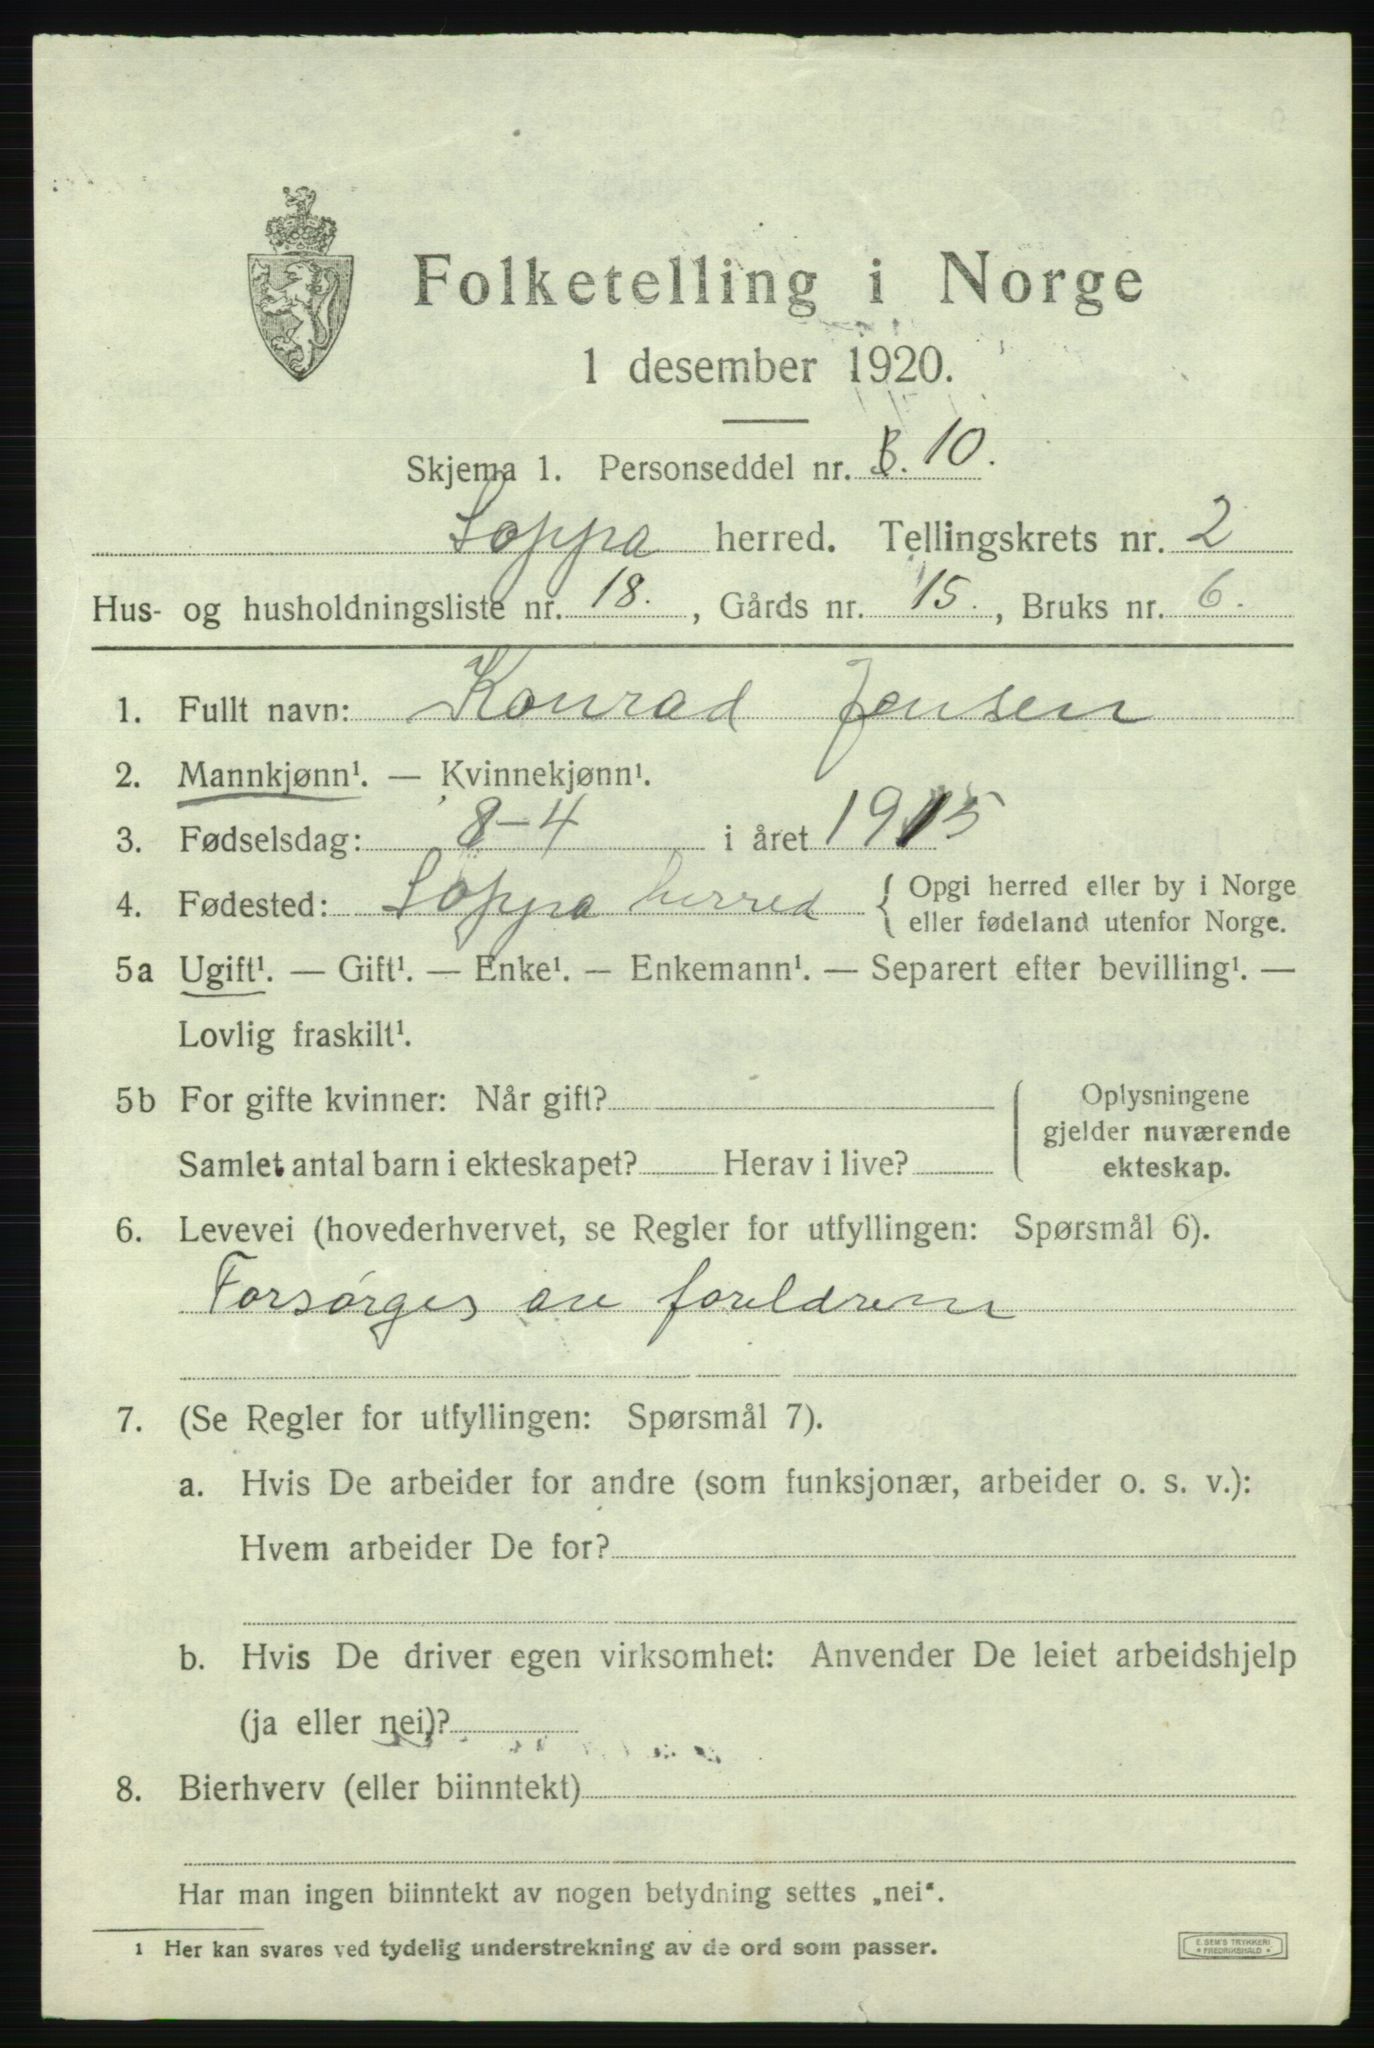 Folketelling i Norge
1 desember 1920.
Skjema 1. Personseddel nr. 10.
Loppa herred. Tellingskrets nr. 2
Hus- og husholdningsliste nr. 18. , Gårds nr. 15. , Bruks nr. 6.
1. Fullt navn: Konrad Jensen
2. Mannkjønn¹. — Kvinnekjønn¹.
3. Fødselsdag: 8-4 i året 1915
4. Fødested: Loppa herred { Opgi herred eller by i Norge
eller fødeland utenfor Norge.
5a Ugift¹. — Gift¹. — Enke¹. — Enkemann¹. — Separert efter bevilling¹. —
Lovlig fraskilt¹.
5b For gifte kvinner: Når gift?
Samlet antal barn i ekteskapet? Herav i live?
Oplysningene
gjelder nuværende
ekteskap.
6. Levevei (hovederhvervet, se Regler for utfyllingen: Spørsmål 6).
Forsørges av foreldrene
7. (Se Regler for utfyllingen: Spørsmål 7).
a. Hvis De arbeider for andre (som funksjonær, arbeider o. s. v.):
Hvem arbeider De for?
b. Hvis De driver egen virksomhet: Anvender De leiet arbeidshjelp
(ja eller nei)?
8. Bierhverv (eller biinntekt)
Har man ingen biinntekt av nogen betydning settes „nei“.
¹ Her kan svares ved tydelig understrekning av de ord som passer.
E. SEM'S TRYKKERI
* FREDRIKSHALD *